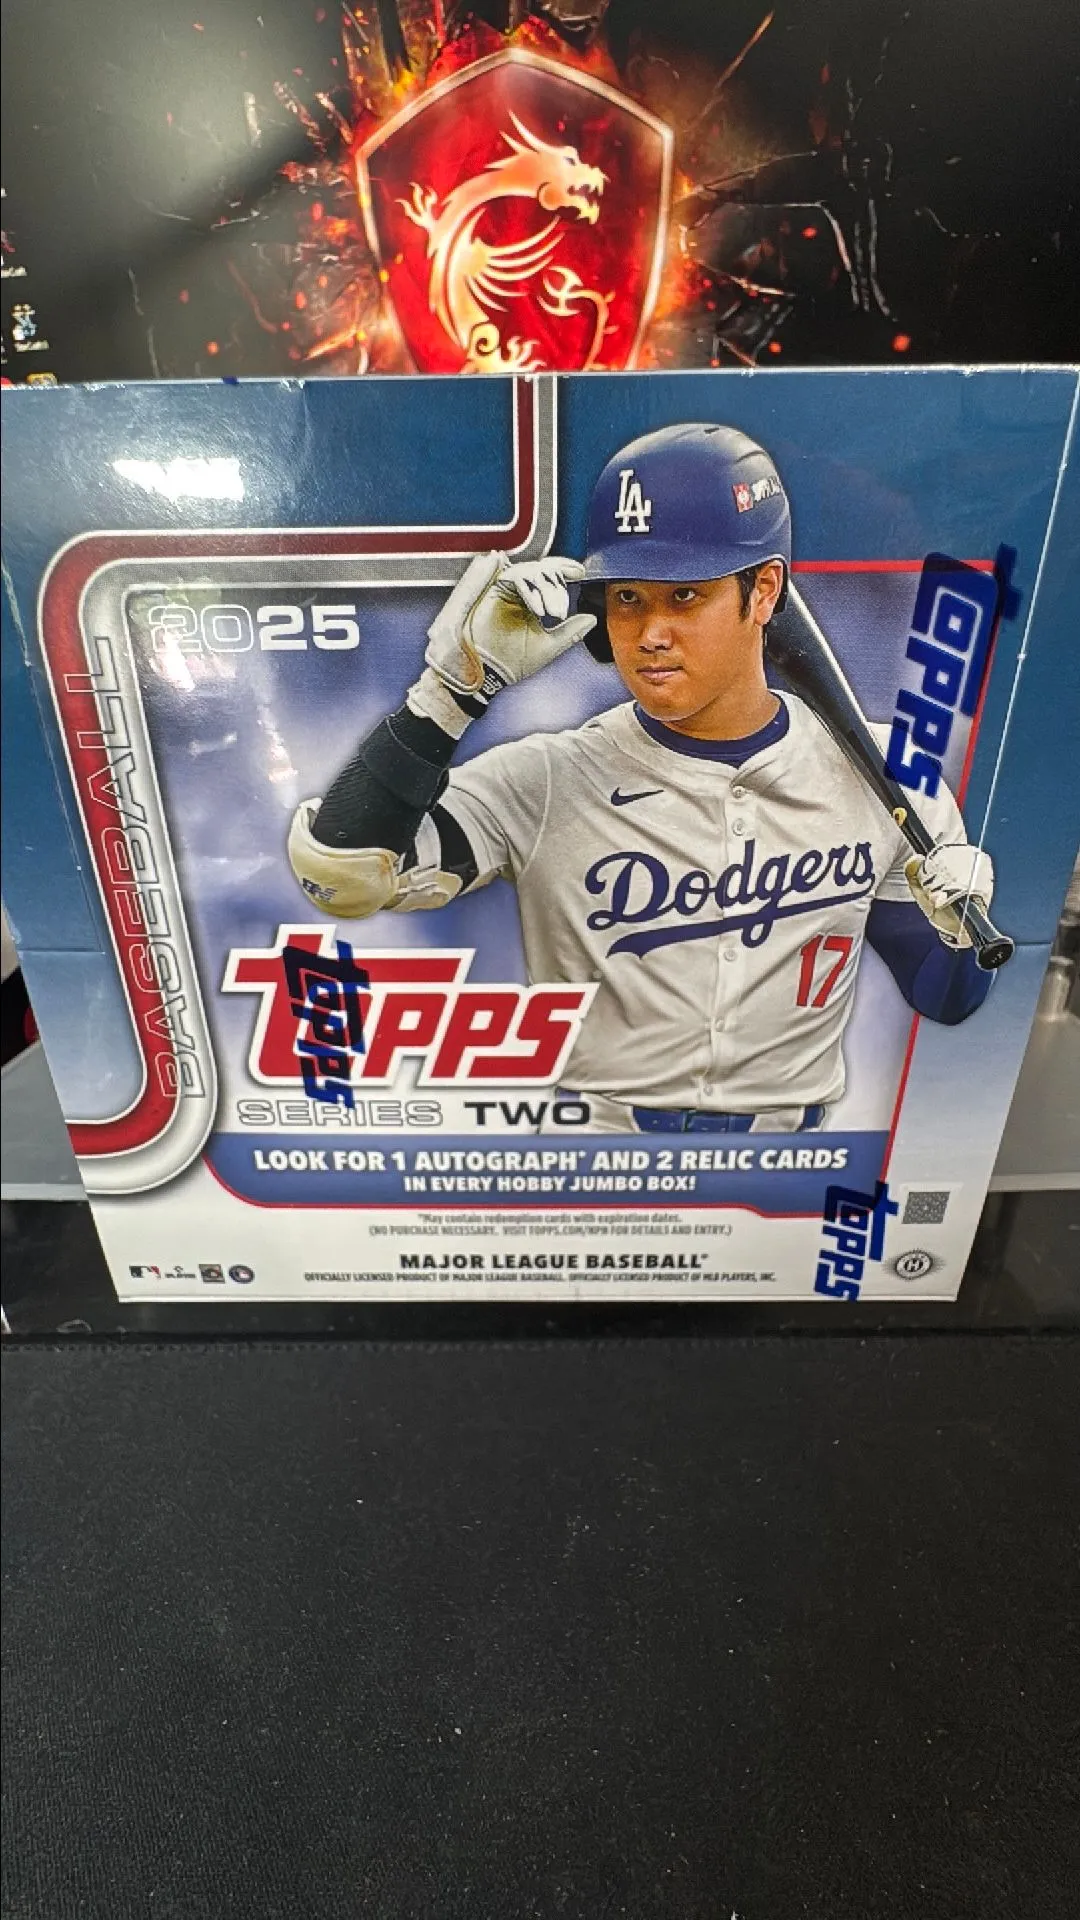 LA
2025
topps
BASEBALL
Dodgers
17
topps
topps
SERIES TWO
LOOK FOR 1 AUTOGRAPH* AND 2 RELIC CARDS
IN EVERY HOBBY JUMBO BOX!
topps
*May contain redemption cards with expiration dates.
(NO PURCHASE NECESSARY. VISIT TOPPS.COM/NPN FOR DETAILS AND ENTRY.)
H
MAJOR LEAGUE BASEBALL
OFFICIALLY LICENSED PRODUCT OF MAJOR LEAGUE BASEBALL. OFFICIALLY LICENSED PRODUCT OF MLB PLAYERS, INC.